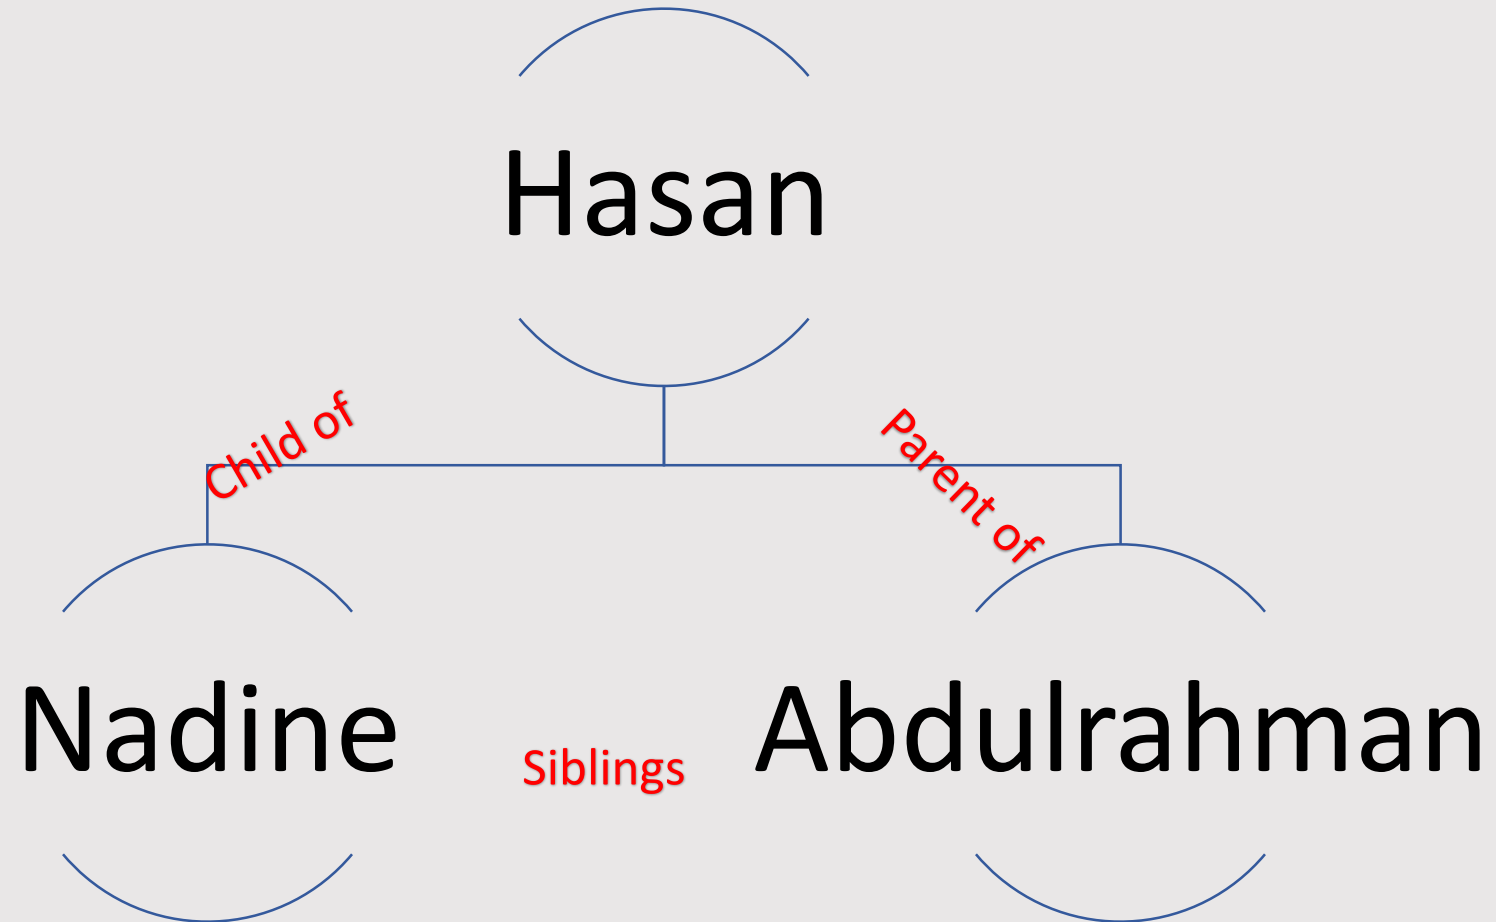 Hasan
Child of
Parent of
Nadine
Siblings
Abdulrahman